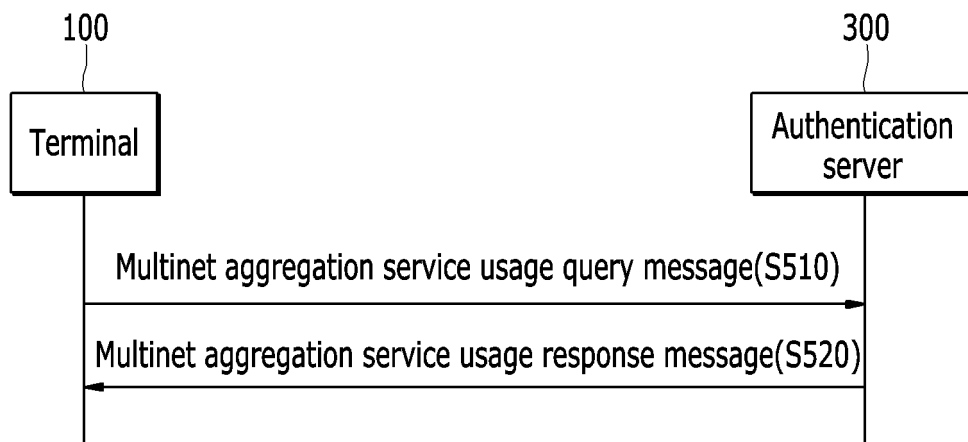 100
300
Terminal
Authentication
server
Multinet aggregation service usage query message(S510)
Multinet aggregation service usage response message(S520)